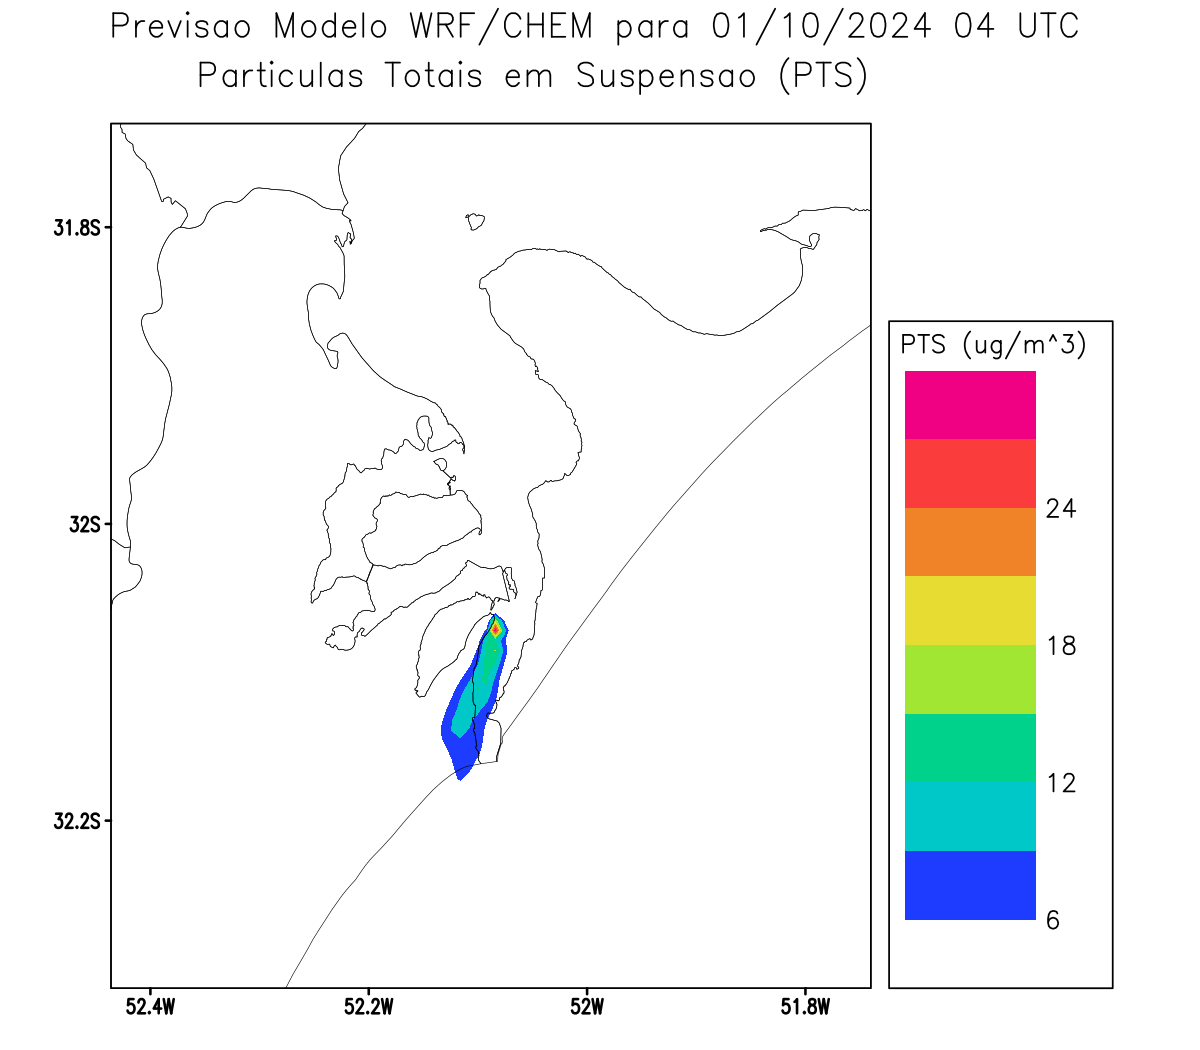 Previsao Modelo WRF/CHEM para 01/10/2024 04 UTC
Particulas Totais em Suspensao (PTS)
31.8S
32S
32.2S
52.4W
52.2W
52W
51.8W
PTS (ug/m^3)
24
18
12
6